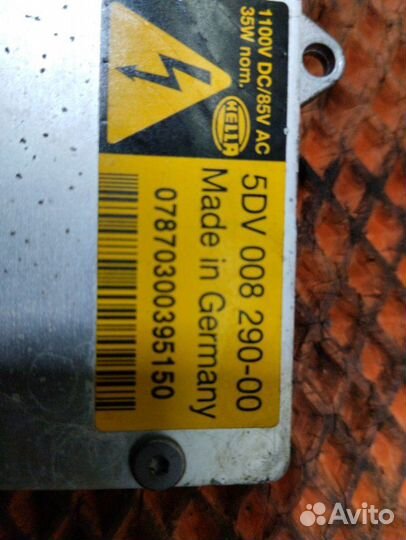 1100V DC/85V AC
35W nom.
HELLA
5DV 008 290-00
Made in Germany
07870300395150
Avito